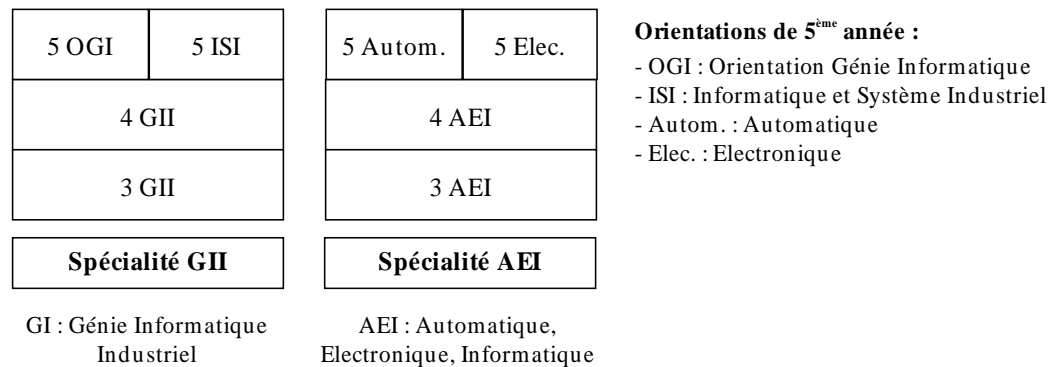 5 OGI
5 ISI
4 GII
3 GII
Spécialité GII
GI : Génie Informatique
Industriel
5 Autom.
5 Elec.
4 AEI
3 AEI
Spécialité AEI
AEI : Automatique,
Electronique, Informatique
Orientations de 5ème année :
- OGI : Orientation Génie Informatique
- ISI : Informatique et Système Industriel
- Autom. : Automatique
- Elec. : Electronique